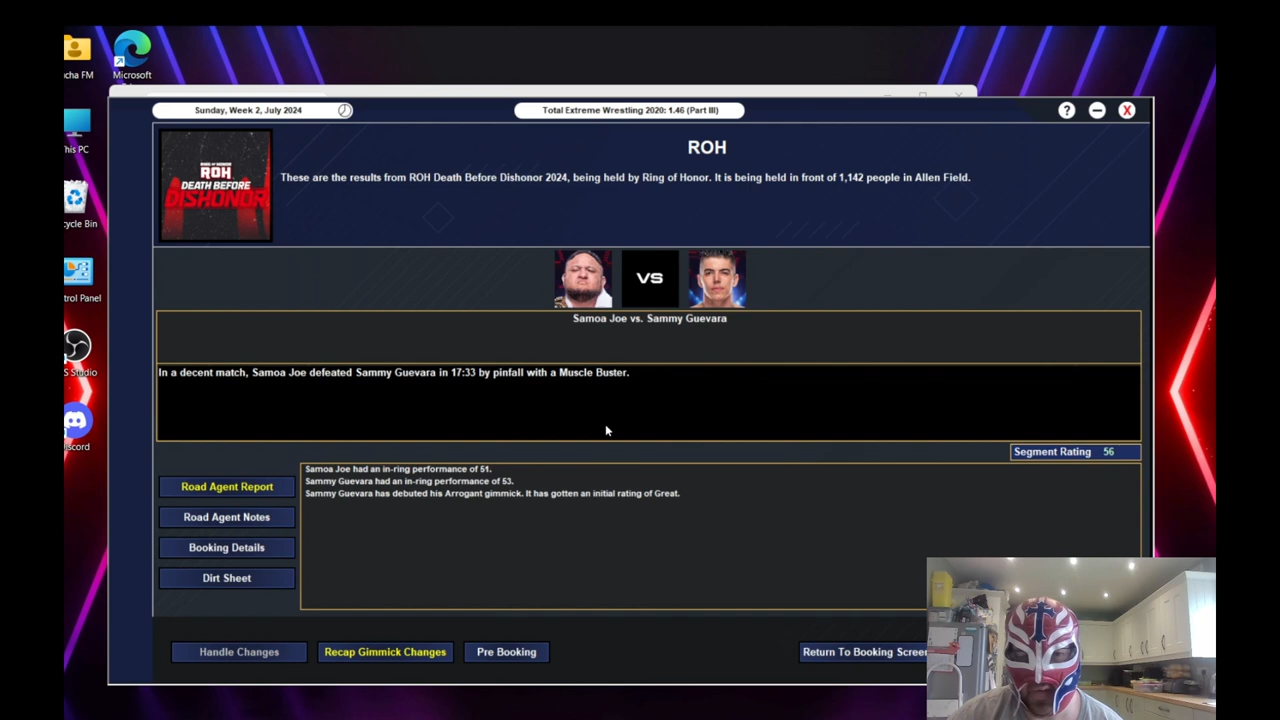 cha FM
Microsoft
his PC
cycle Bin
trol Panel
S Studio
iscord
Sunday, Week 2, July 2024
Total Extreme Wrestling 2020: 1.46 (Part III)
?
X
RING OF HONOR
ROH
DEATH BEFORE
DISHONOR
ROH
These are the results from ROH Death Before Dishonor 2024, being held by Ring of Honor. It is being held in front of 1,142 people in Allen Field.
VS
Samoa Joe vs. Sammy Guevara
In a decent match, Samoa Joe defeated Sammy Guevara in 17:33 by pinfall with a Muscle Buster.
Segment Rating 56
Road Agent Report
Road Agent Notes
Booking Details
Dirt Sheet
Samoa Joe had an in-ring performance of 51.
Sammy Guevara had an in-ring performance of 53.
Sammy Guevara has debuted his Arrogant gimmick. It has gotten an initial rating of Great.
Handle Changes
Recap Gimmick Changes
Pre Booking
Return To Booking Scree